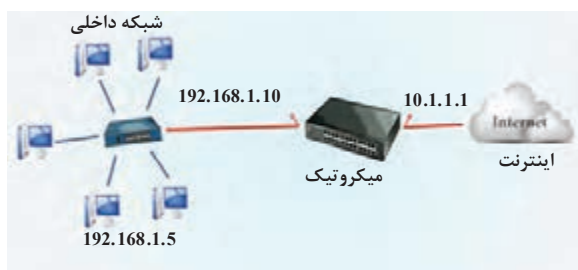 شبکه داخلی
192.168.1.10
10.1.1.1
Internet
اینترنت
میکروتیک
192.168.1.5